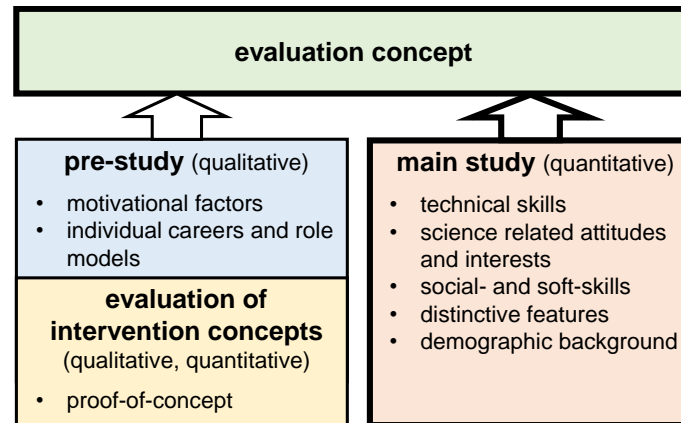 evaluation concept
pre-study (qualitative)
• motivational factors
• individual careers and role
models
evaluation of
intervention concepts
(qualitative, quantitative)
• proof-of-concept
main study (quantitative)
• technical skills
• science related attitudes
and interests
• social- and soft-skills
• distinctive features
• demographic background